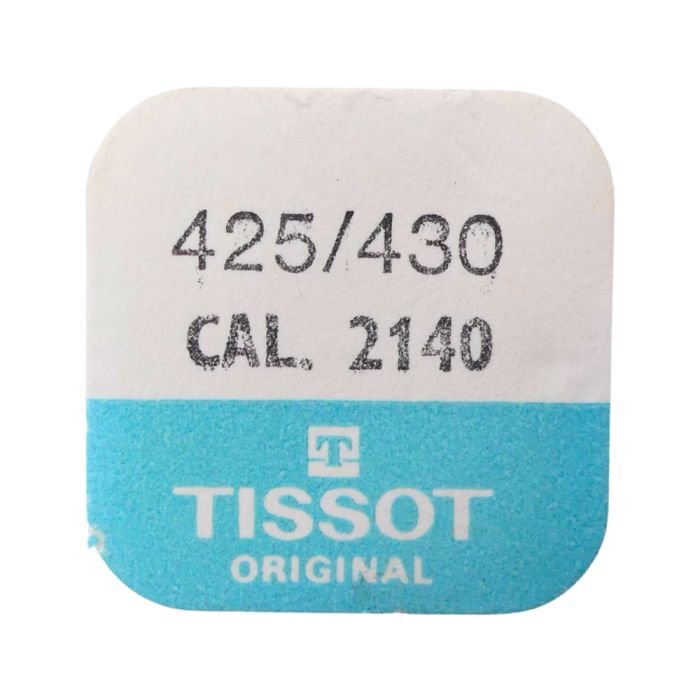 425/430
CAL. 2140
T
TISSOT
ORIGINAL